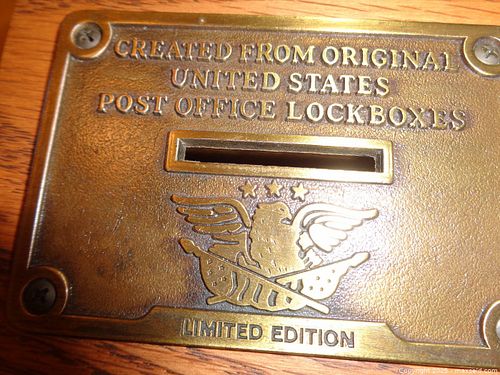 CREATED FROM ORIGINAL
UNITED STATES
POST OFFICE LOCKBOXES
LIMITED EDITION